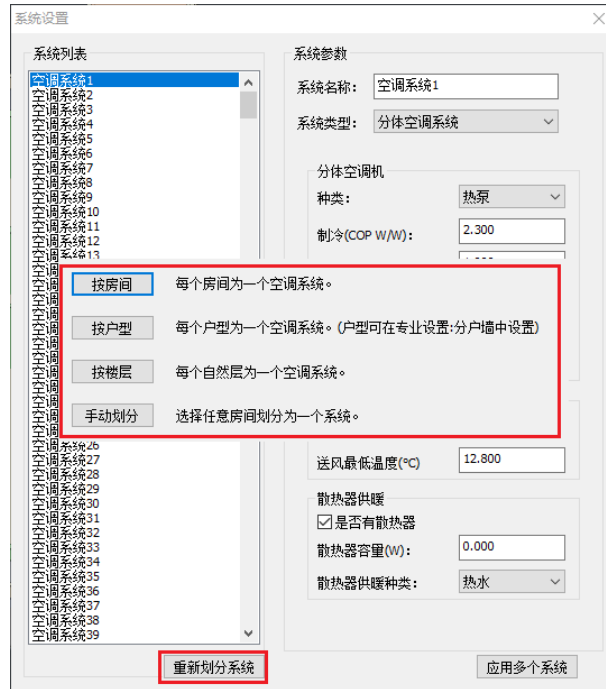 系统设置
系统列表
空调系统1
空调系统2
空调系统3
空调系统4
空调系统5
空调系统6
空调系统7
空调系统8
空调系统9
空调系统10
空调系统11
空调系统12
空调系统13
按房间 每个房间为一个空调系统。
按户型 每个户型为一个空调系统。(户型可在专业设置:分户墙中设置)
按楼层 每个自然层为一个空调系统。
手动划分 选择任意房间划分为一个系统。
空调系统26
空调系统27
空调系统28
空调系统29
空调系统30
空调系统31
空调系统32
空调系统33
空调系统34
空调系统35
空调系统36
空调系统37
空调系统38
空调系统39
重新划分系统
系统参数
系统名称： 空调系统1
系统类型： 分体空调系统
分体空调机
种类： 热泵
制冷(COP W/W)： 2.300
送风最低温度(℃) 12.800
散热器供暖
是否有散热器
散热器容量(W)： 0.000
散热器供暖种类： 热水
应用多个系统